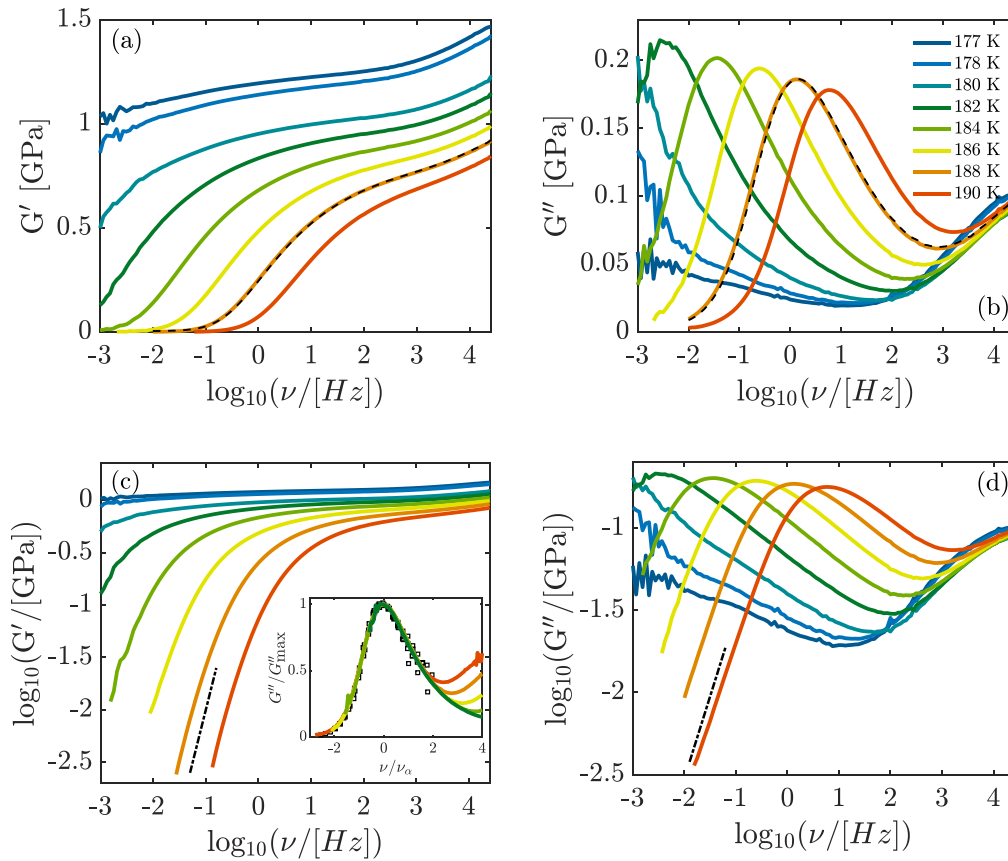 (a)
G′ [GPa]
1.5
1
0.5
0
-3 -2 -1 0 1 2 3 4
log10(ν/[Hz])
(b)
G″ [GPa]
0.2
0.15
0.1
0.05
0
-3 -2 -1 0 1 2 3 4
log10(ν/[Hz])
177 K
178 K
180 K
182 K
184 K
186 K
188 K
190 K
(c)
log10(G′/[GPa])
0
-0.5
-1
-1.5
-2
-2.5
-3 -2 -1 0 1 2 3 4
log10(ν/[Hz])
G″/G″max
1
0.5
0
-2 0 2 4
ν/να
(d)
log10(G″/[GPa])
-1
-1.5
-2
-2.5
-3 -2 -1 0 1 2 3 4
log10(ν/[Hz])